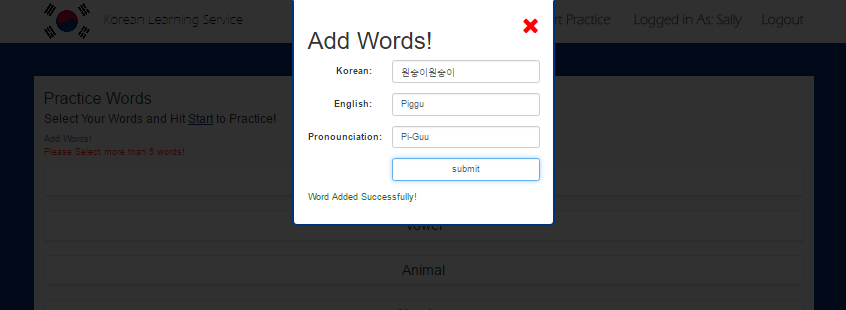 Korean Learning Service
rt Practice
Logged in As: Sally
Logout
Add Words!
Korean:
원숭이원숭이
English:
Piggu
Pronounciation:
Pi-Guu
submit
Word Added Successfully!
Practice Words
Select Your Words and Hit Start to Practice!
Add Words!
Please Select more than 5 words!
Vowel
Animal